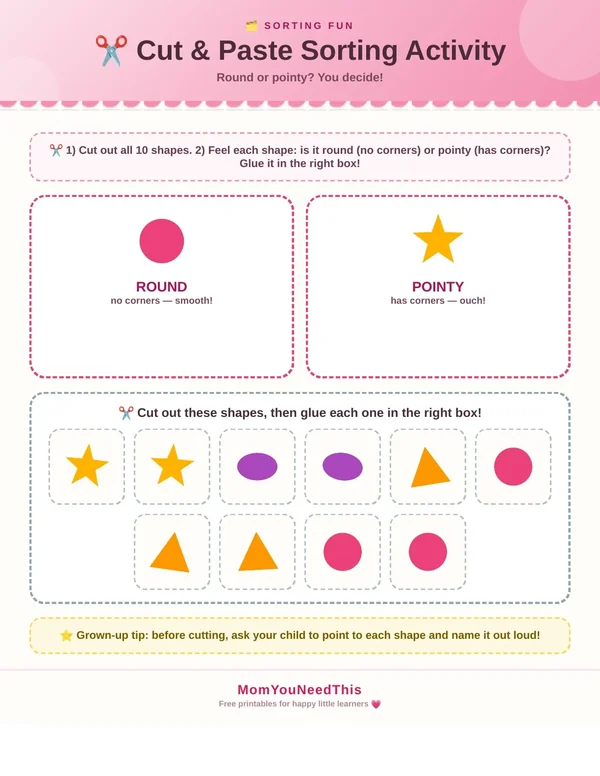 🗂️ SORTING FUN
✂️ Cut & Paste Sorting Activity
Round or pointy? You decide!
✂️ 1) Cut out all 10 shapes. 2) Feel each shape: is it round (no corners) or pointy (has corners)?
Glue it in the right box!
ROUND
no corners — smooth!
POINTY
has corners — ouch!
✂️ Cut out these shapes, then glue each one in the right box!
⭐ Grown-up tip: before cutting, ask your child to point to each shape and name it out loud!
MomYouNeedThis
Free printables for happy little learners 💗